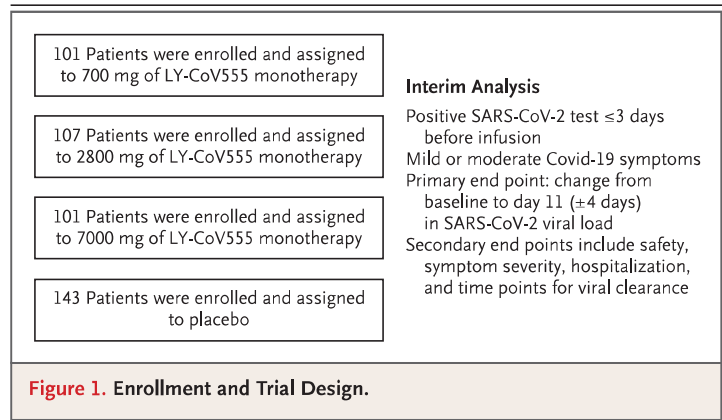 101 Patients were enrolled and assigned
to 700 mg of LY-CoV555 monotherapy
107 Patients were enrolled and assigned
to 2800 mg of LY-CoV555 monotherapy
101 Patients were enrolled and assigned
to 7000 mg of LY-CoV555 monotherapy
143 Patients were enrolled and assigned
to placebo
Interim Analysis
Positive SARS-CoV-2 test ≤3 days
before infusion
Mild or moderate Covid-19 symptoms
Primary end point: change from
baseline to day 11 (±4 days)
in SARS-CoV-2 viral load
Secondary end points include safety,
symptom severity, hospitalization,
and time points for viral clearance
Figure 1. Enrollment and Trial Design.